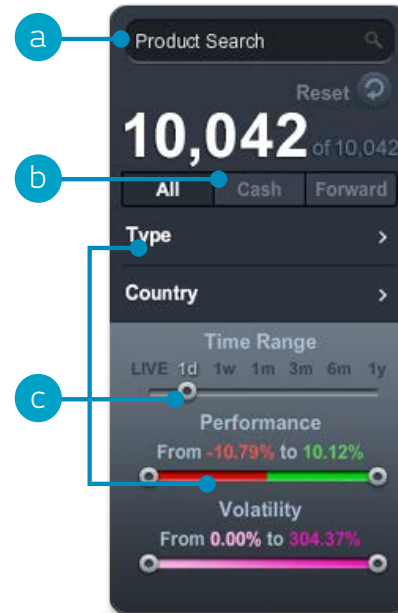 a
Product Search
Reset
10,042 of 10,042
b
All Cash Forward
Type
Country
Time Range
LIVE 1d 1w 1m 3m 6m 1y
c
Performance
From -10.79% to 10.12%
Volatility
From 0.00% to 304.37%